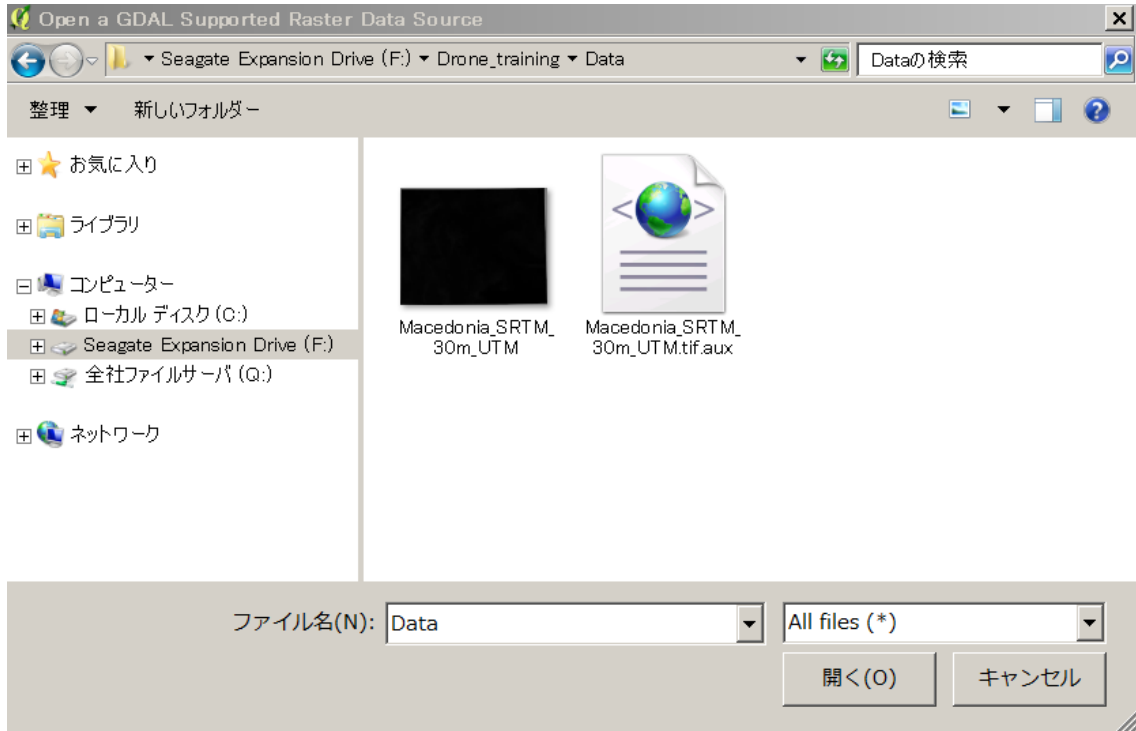 Open a GDAL Supported Raster Data Source
Seagate Expansion Drive (F:) Drone_training Data
Dataの検索
整理
新しいフォルダー
お気に入り
ライブラリ
コンピューター
ローカル ディスク (C:)
Seagate Expansion Drive (F:)
全社ファイルサーバ (Q:)
ネットワーク
Macedonia_SRTM_
30m_UTM
Macedonia_SRTM_
30m_UTM.tif.aux
ファイル名(N): Data
All files (*)
開く(O)
キャンセル